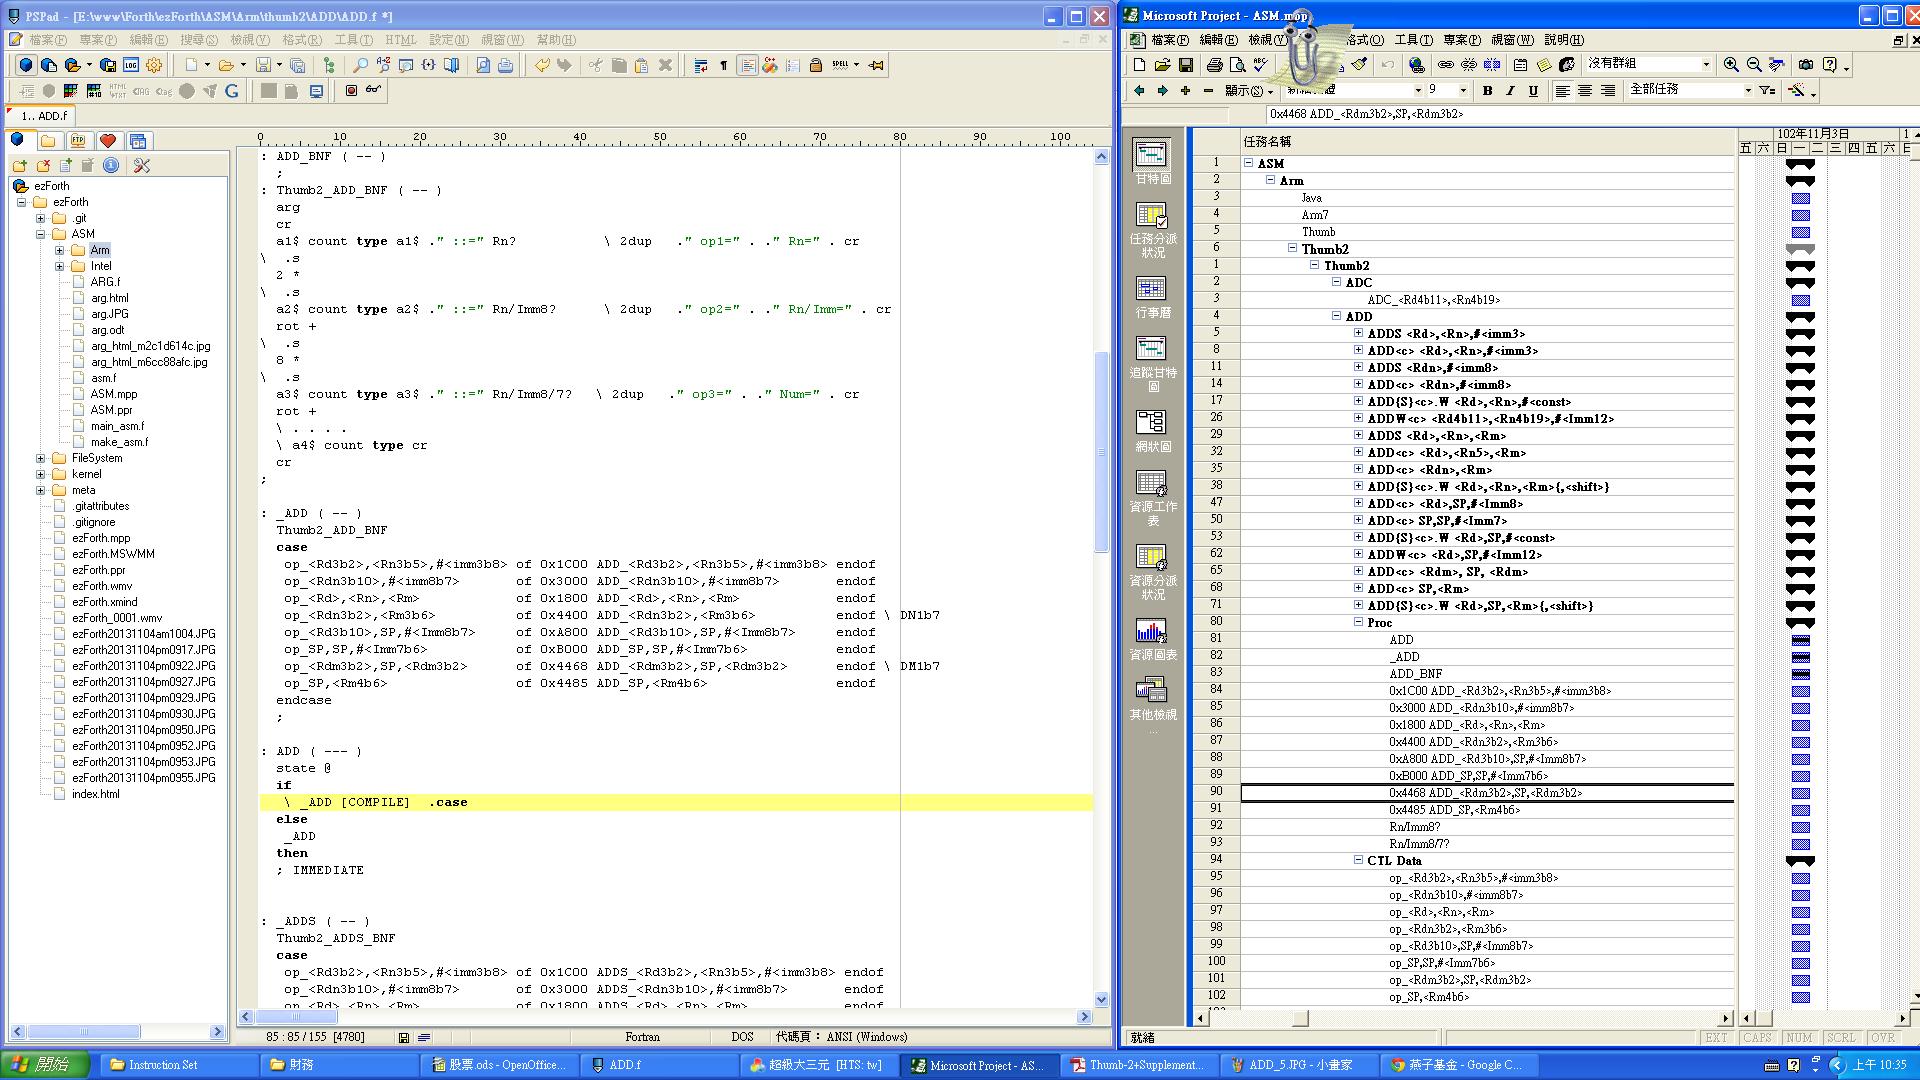 PSPad - [E:\www\Forth\ezForth\ASM\Arm\thumb2\ADD\ADD.f *]
檔案(F) 專案(P) 編輯(E) 搜尋(S) 檢視(V) 格式(R) 工具(T) HTML 設定(N) 視窗(W) 幫助(H)
1.. ADD.f
0 10 20 30 40 50 60 70 80 90 100
ezForth
ezForth
.git
ASM
Arm
Intel
ARG.f
arg.html
arg.JPG
arg.odt
arg_html_m2c1d614c.jpg
arg_html_m6cc88afc.jpg
asm.f
ASM.mpp
ASM.ppr
main_asm.f
make_asm.f
FileSystem
kernel
meta
.gitattributes
.gitignore
ezForth.mpp
ezForth.MSWMM
ezForth.ppr
ezForth.wmv
ezForth.xmind
ezForth_0001.wmv
ezForth20131104am1004.JPG
ezForth20131104pm0917.JPG
ezForth20131104pm0922.JPG
ezForth20131104pm0927.JPG
ezForth20131104pm0929.JPG
ezForth20131104pm0930.JPG
ezForth20131104pm0950.JPG
ezForth20131104pm0952.JPG
ezForth20131104pm0953.JPG
ezForth20131104pm0955.JPG
index.html
: ADD_BNF ( -- )
;
: Thumb2_ADD_BNF ( -- )
arg
cr
a1$ count type a1$ ." ::=" Rn? \ 2dup ." op1=" . ." Rn=" . cr
\ .s
2 *
\ .s
a2$ count type a2$ ." ::=" Rn/Imm8? \ 2dup ." op2=" . ." Rn/Imm=" . cr
rot +
\ .s
8 *
\ .s
a3$ count type a3$ ." ::=" Rn/Imm8/7? \ 2dup ." op3=" . ." Num=" . cr
rot +
\ . . . .
\ a4$ count type cr
cr
;
: _ADD ( -- )
Thumb2_ADD_BNF
case
op_<Rd3b2>,<Rn3b5>,#<imm3b8> of 0x1C00 ADD_<Rd3b2>,<Rn3b5>,#<imm3b8> endof
op_<Rdn3b10>,#<imm8b7> of 0x3000 ADD_<Rdn3b10>,#<imm8b7> endof
op_<Rd>,<Rn>,<Rm> of 0x1800 ADD_<Rd>,<Rn>,<Rm> endof
op_<Rdn3b2>,<Rm3b6> of 0x4400 ADD_<Rdn3b2>,<Rm3b6> endof \ DN1b7
op_<Rd3b10>,SP,#<Imm8b7> of 0xA800 ADD_<Rd3b10>,SP,#<Imm8b7> endof
op_SP,SP,#<Imm7b6> of 0xB000 ADD_SP,SP,#<Imm7b6> endof
op_<Rdm3b2>,SP,<Rdm3b2> of 0x4468 ADD_<Rdm3b2>,SP,<Rdm3b2> endof \ DM1b7
op_SP,<Rm4b6> of 0x4485 ADD_SP,<Rm4b6> endof
endcase
;
: ADD ( --- )
state @
if
\ _ADD [COMPILE] .case
else
_ADD
then
; IMMEDIATE
: _ADDS ( -- )
Thumb2_ADDS_BNF
case
op_<Rd3b2>,<Rn3b5>,#<imm3b8> of 0x1C00 ADDS_<Rd3b2>,<Rn3b5>,#<imm3b8> endof
op_<Rdn3b10>,#<imm8b7> of 0x3000 ADDS_<Rdn3b10>,#<imm8b7> endof
op_<Rd>,<Rn>,<Rm> of 0x1800 ADDS_<Rd>,<Rn>,<Rm> endof
85 : 85 / 155 [4780] Fortran DOS 代碼頁： ANSI (Windows)
Microsoft Project - ASM.mpp
檔案(F) 編輯(E) 檢視(V) 格式(O) 工具(T) 專案(P) 視窗(W) 說明(H)
沒有群組
顯示(S) 9 B I U 全部任務
0x4468 ADD_<Rdm3b2>,SP,<Rdm3b2>
甘特圖
任務分派狀況
行事曆
追蹤甘特圖
網狀圖
資源工作表
資源分派狀況
資源圖表
其他檢視...
任務名稱 102年11月3日
五 六 日 一 二 三 四 五 六 日
1 ASM
2 Arm
3 Java
4 Arm7
5 Thumb
6 Thumb2
1 Thumb2
2 ADC
3 ADC_<Rd4b11>,<Rn4b19>
4 ADD
5 ADDS <Rd>,<Rn>,#<imm3>
8 ADD<c> <Rd>,<Rn>,#<imm3>
11 ADDS <Rdn>,#<imm8>
14 ADD<c> <Rdn>,#<imm8>
17 ADD{S}<c>.W <Rd>,<Rn>,#<const>
26 ADDW<c> <Rd4b11>,<Rn4b19>,#<Imm12>
29 ADDS <Rd>,<Rn>,<Rm>
32 ADD<c> <Rd>,<Rn5>,<Rm>
35 ADD<c> <Rdn>,<Rm>
38 ADD{S}<c>.W <Rd>,<Rn>,<Rm>{,<shift>}
47 ADD<c> <Rd>,SP,#<Imm8>
50 ADD<c> SP,SP,#<Imm7>
53 ADD{S}<c>.W <Rd>,SP,#<const>
62 ADDW<c> <Rd>,SP,#<Imm12>
65 ADD<c> <Rdm>, SP, <Rdm>
68 ADD<c> SP,<Rm>
71 ADD{S}<c>.W <Rd>,SP,<Rm>{,<shift>}
80 Proc
81 ADD
82 _ADD
83 ADD_BNF
84 0x1C00 ADD_<Rd3b2>,<Rn3b5>,#<imm3b8>
85 0x3000 ADD_<Rdn3b10>,#<imm8b7>
86 0x1800 ADD_<Rd>,<Rn>,<Rm>
87 0x4400 ADD_<Rdn3b2>,<Rm3b6>
88 0xA800 ADD_<Rd3b10>,SP,#<Imm8b7>
89 0xB000 ADD_SP,SP,#<Imm7b6>
90 0x4468 ADD_<Rdm3b2>,SP,<Rdm3b2>
91 0x4485 ADD_SP,<Rm4b6>
92 Rn/Imm8?
93 Rn/Imm8/7?
94 CTL Data
95 op_<Rd3b2>,<Rn3b5>,#<imm3b8>
96 op_<Rdn3b10>,#<imm8b7>
97 op_<Rd>,<Rn>,<Rm>
98 op_<Rdn3b2>,<Rm3b6>
99 op_<Rd3b10>,SP,#<Imm8b7>
100 op_SP,SP,#<Imm7b6>
101 op_<Rdm3b2>,SP,<Rdm3b2>
102 op_SP,<Rm4b6>
就緒 EXT CAPS NUM SCRL OVR
開始 Instruction Set 財務 股票.ods - OpenOffice... ADD.f 超級大三元 [HTS: tw] Microsoft Project - AS... Thumb-2+Supplement... ADD_5.JPG - 小畫家 燕子基金 - Google C... 上午 10:35